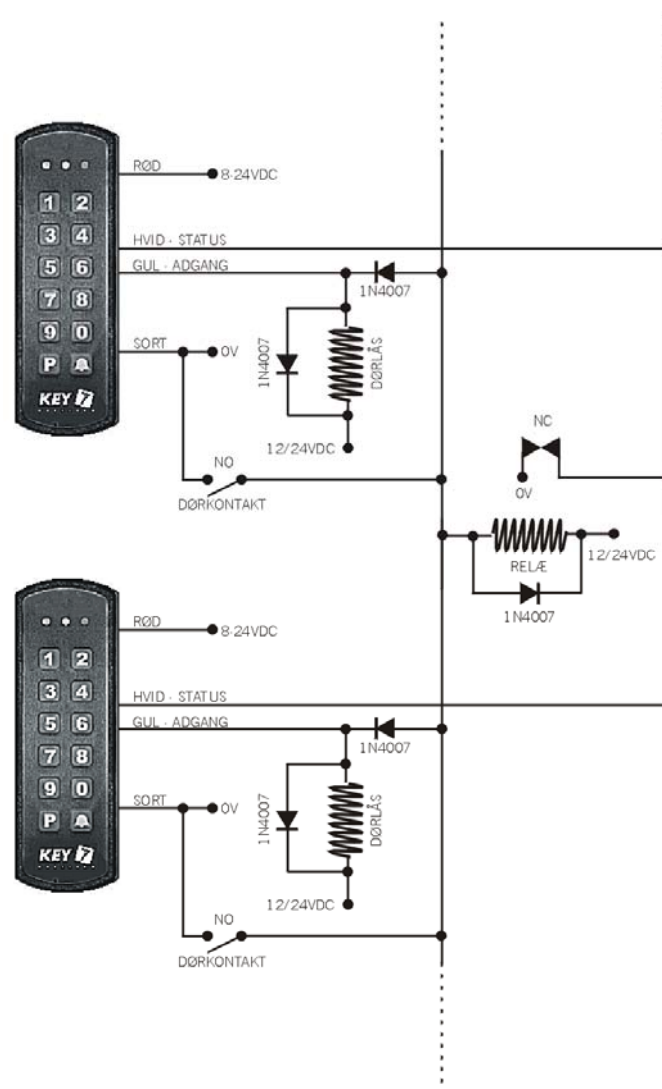 RØD
8-24VDC
1 2
HVID - STATUS
3 4
GUL - ADGANG
5 6
1N4007
7 8
9 0
1N4007
DØRLÅS
SORT
0V
P
KEY 7
12/24VDC
NO
DØRKONTAKT
NC
0V
12/24VDC
RELÆ
1N4007
RØD
8-24VDC
1 2
3 4
HVID - STATUS
5 6
GUL - ADGANG
1N4007
7 8
9 0
1N4007
DØRLÅS
SORT
0V
P
KEY 7
12/24VDC
NO
DØRKONTAKT